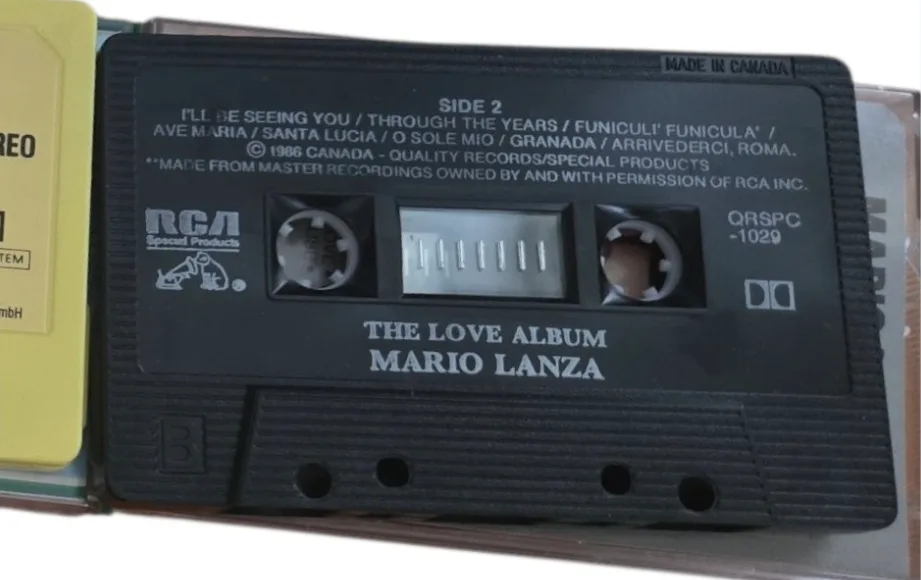 REO
TEM
mbH
MADE IN CANADA
SIDE 2
I'LL BE SEEING YOU / THROUGH THE YEARS / FUNICULI' FUNICULA' /
AVE MARIA / SANTA LUCIA / O SOLE MIO / GRANADA / ARRIVEDERCI, ROMA.
© 1986 CANADA - QUALITY RECORDS/SPECIAL PRODUCTS
"MADE FROM MASTER RECORDINGS OWNED BY AND WITH PERMISSION OF RCA INC.
RCA
Special Products
QRSPC
-1029
THE LOVE ALBUM
MARIO LANZA
B